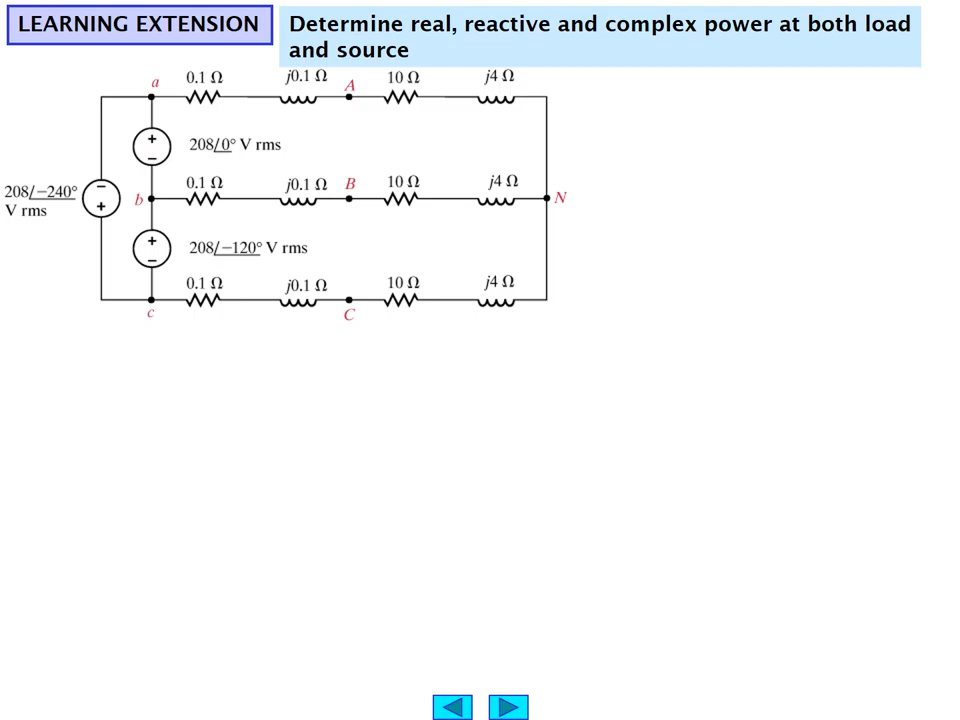 LEARNING EXTENSION
Determine real, reactive and complex power at both load
and source
a 0.1 Ω j0.1 Ω A 10 Ω j4 Ω
+
−
208/0° V rms
208/−240°
V rms
−
+
b 0.1 Ω j0.1 Ω B 10 Ω j4 Ω N
+
−
208/−120° V rms
c 0.1 Ω j0.1 Ω C 10 Ω j4 Ω